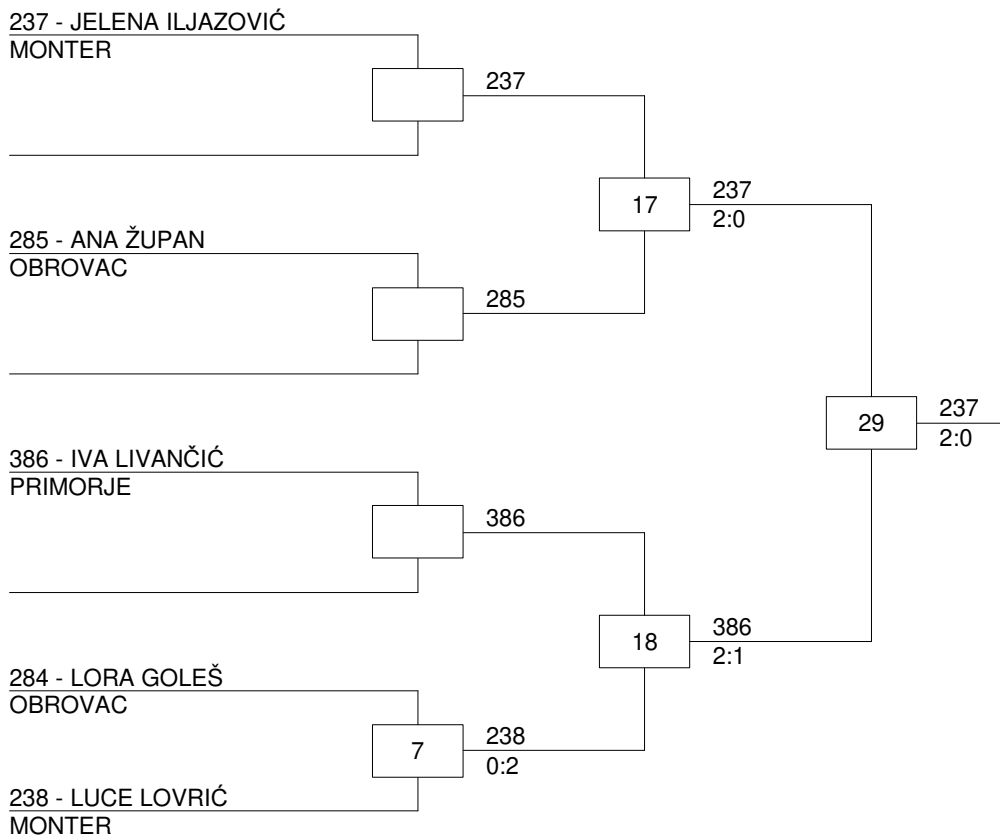 237 - JELENA ILJAZOVIĆ
MONTER
237
17
237
2:0
285 - ANA ŽUPAN
OBROVAC
285
29
237
2:0
386 - IVA LIVANČIĆ
PRIMORJE
386
18
386
2:1
284 - LORA GOLEŠ
OBROVAC
7
238
0:2
238 - LUCE LOVRIĆ
MONTER